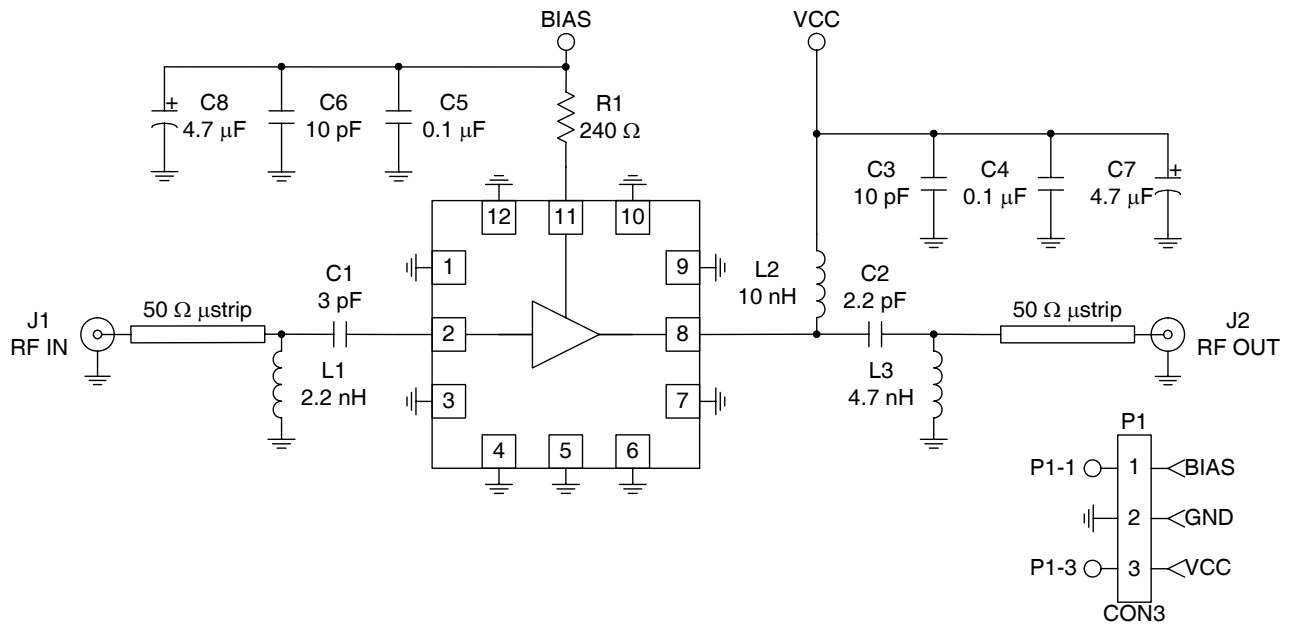 BIAS
VCC
+
C8
4.7 μF
C6
10 pF
C5
0.1 μF
R1
240 Ω
C3
10 pF
C4
0.1 μF
C7
4.7 μF
+
12
11
10
1
9
C1
3 pF
L2
10 nH
C2
2.2 pF
J1
RF IN
50 Ω μstrip
2
8
50 Ω μstrip
J2
RF OUT
L1
2.2 nH
3
7
L3
4.7 nH
4
5
6
P1
P1-1
1
BIAS
2
GND
P1-3
3
VCC
CON3